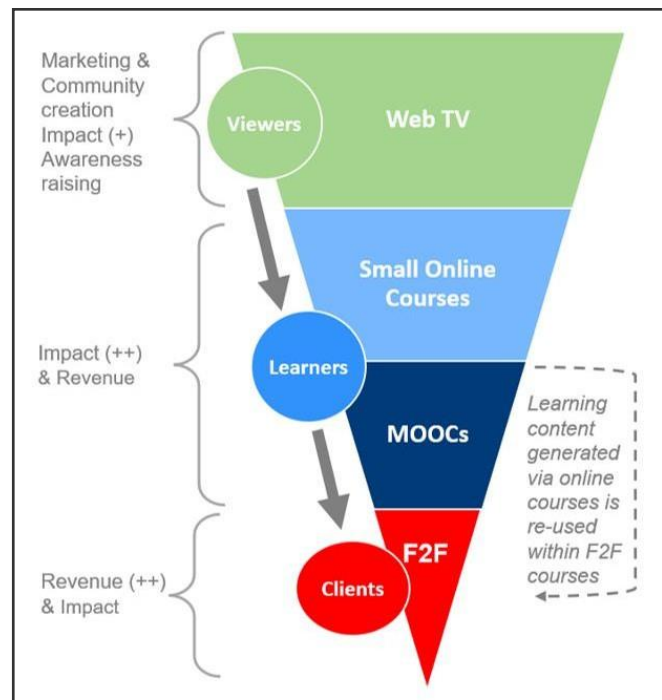 Marketing &
Community
creation
Impact (+)
Awareness
raising
Viewers
Web TV
Small Online
Courses
Impact (++)
& Revenue
Learners
MOOCs
Learning
content
generated
via online
courses is
re-used
within F2F
courses
F2F
Revenue (++)
& Impact
Clients